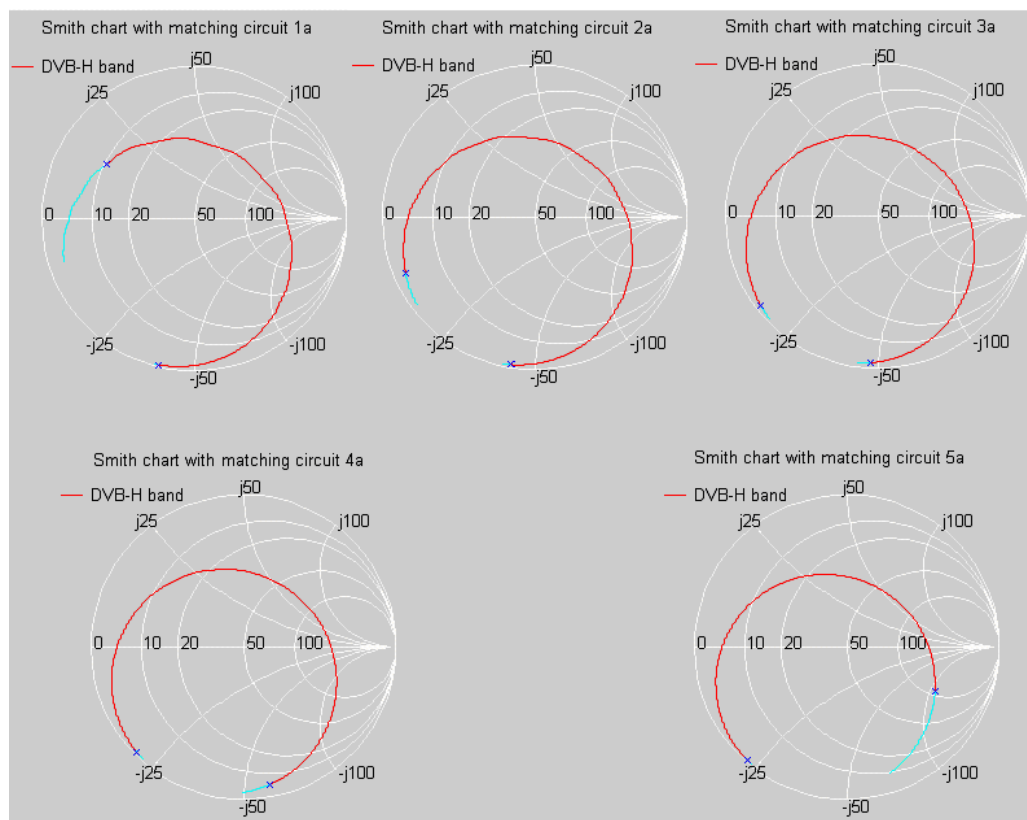 Smith chart with matching circuit 1a
DVB-H band
j50
j25
j100
0
10
20
50
100
-j25
-j100
-j50
Smith chart with matching circuit 2a
DVB-H band
j50
j25
j100
0
10
20
50
100
-j25
-j100
-j50
Smith chart with matching circuit 3a
DVB-H band
j50
j25
j100
0
10
20
50
100
-j25
-j100
-j50
Smith chart with matching circuit 4a
DVB-H band
j50
j25
j100
0
10
20
50
100
-j25
-j100
-j50
Smith chart with matching circuit 5a
DVB-H band
j50
j25
j100
0
10
20
50
100
-j25
-j100
-j50